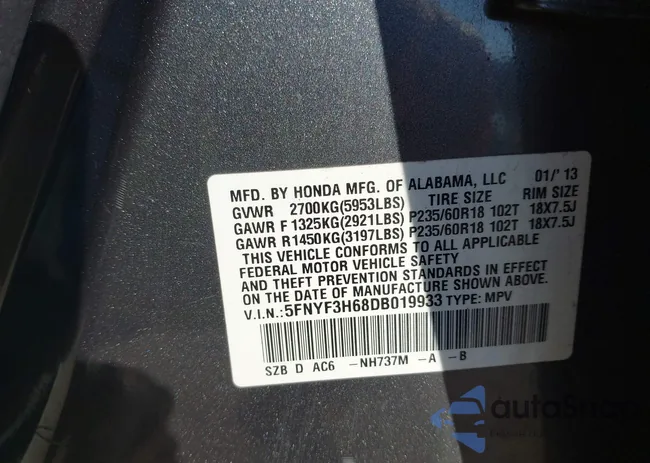 MFD. BY HONDA MFG. OF ALABAMA, LLC 01/'13
GVWR 2700KG(5953LBS) TIRE SIZE RIM SIZE
GAWR F 1325KG(2921LBS) P235/60R18 102T 18X7.5J
GAWR R 1450KG(3197LBS) P235/60R18 102T 18X7.5J
THIS VEHICLE CONFORMS TO ALL APPLICABLE
FEDERAL MOTOR VEHICLE SAFETY
AND THEFT PREVENTION STANDARDS IN EFFECT
ON THE DATE OF MANUFACTURE SHOWN ABOVE.
V.I.N.: 5FNYF3H68DB019933 TYPE: MPV
SZB D AC6 -NH737M -A -B